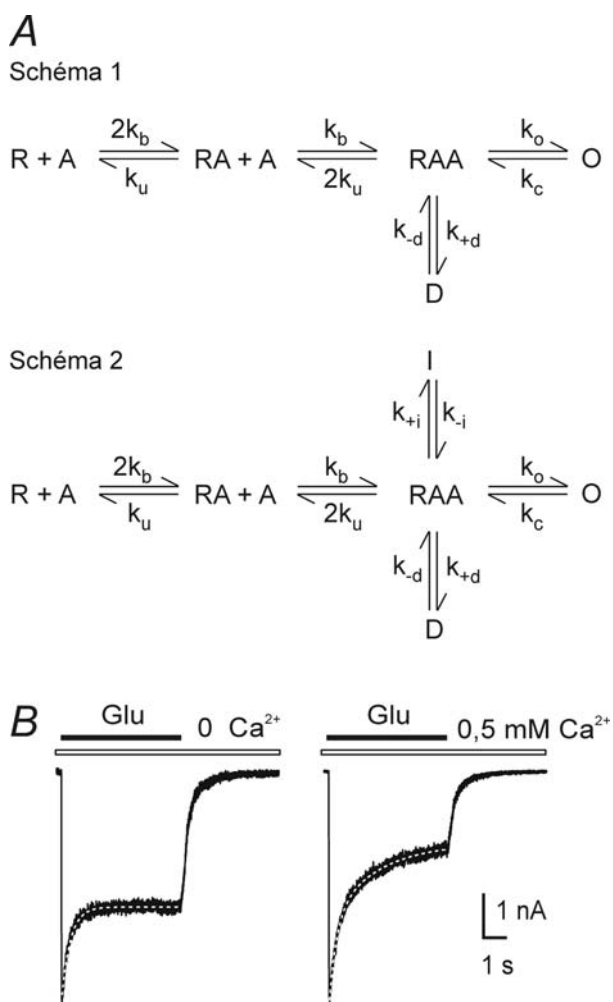 A
Schéma 1
2k_b k_b k_o
R + A RA + A RAA O
k_u 2k_u k_c
k_-d k_+d
D
Schéma 2
I
k_+i k_-i
2k_b k_b k_o
R + A RA + A RAA O
k_u 2k_u k_c
k_-d k_+d
D
B
Glu 0 Ca²⁺ Glu 0,5 mM Ca²⁺
1 nA
1 s